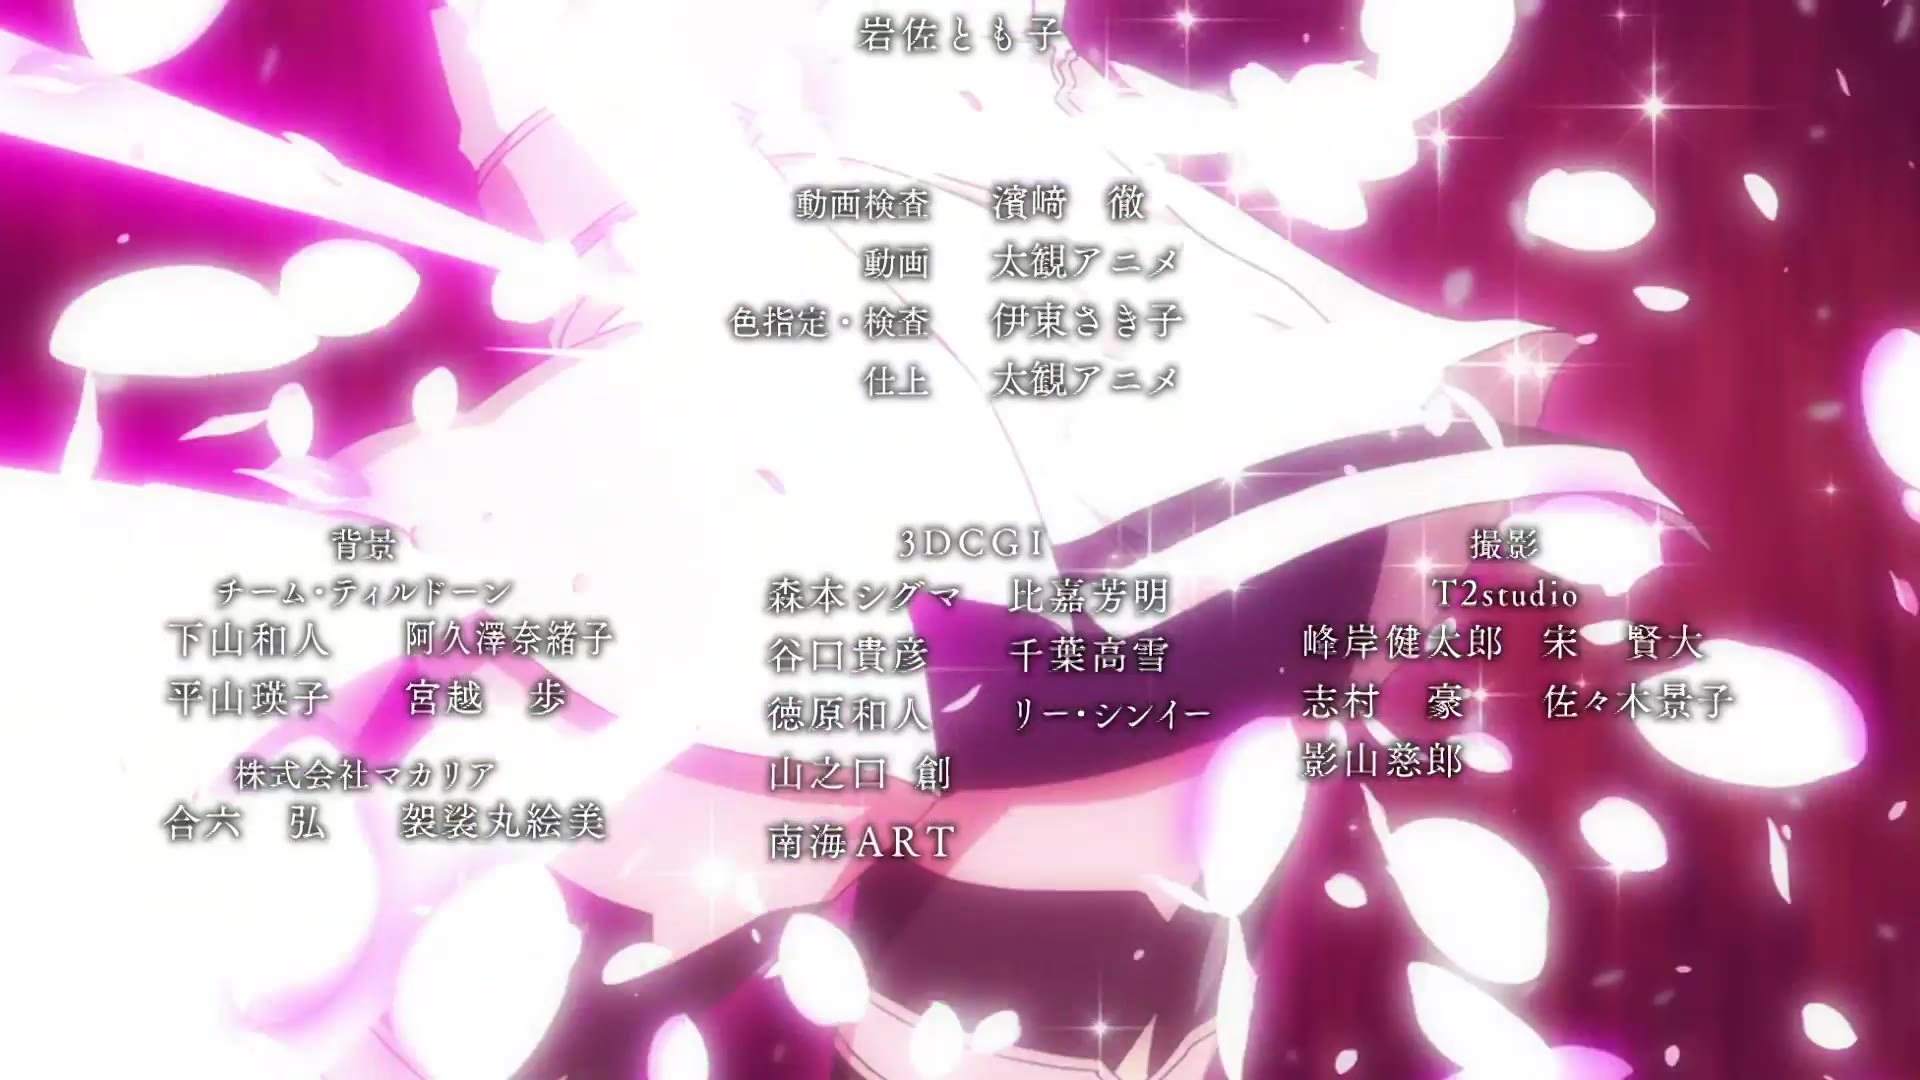 岩佐とも子
動画検査 濱﨑 徹
動画 太観アニメ
色指定・検査 伊東さき子
仕上 太観アニメ
背景
チーム・ティルドーン
下山和人 阿久澤奈緒子
平山瑛子 宮越 歩
株式会社マカリア
合六 弘 袈裟丸絵美
3DCGI
森本シグマ 比嘉芳明
谷口貴彦 千葉高雪
徳原和人 リー・シンイー
山之口 創
南海ART
撮影
T2studio
峰岸健太郎 宋 賢大
志村 豪 佐々木景子
影山慈郎